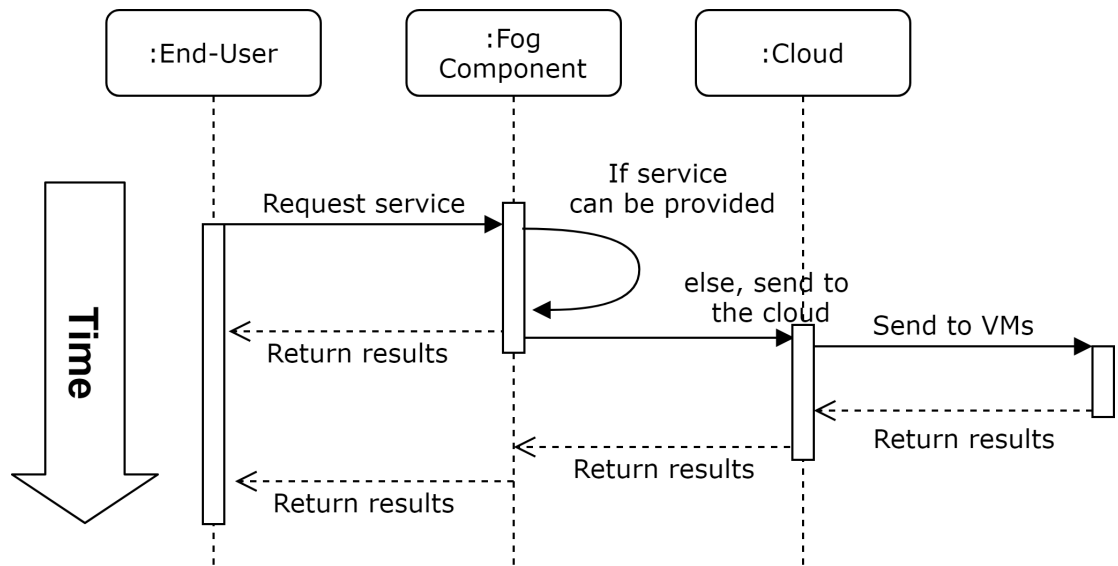 :End-User
:Fog
Component
:Cloud
If service
can be provided
Request service
else, send to
the cloud
Send to VMs
Time
Return results
Return results
Return results
Return results